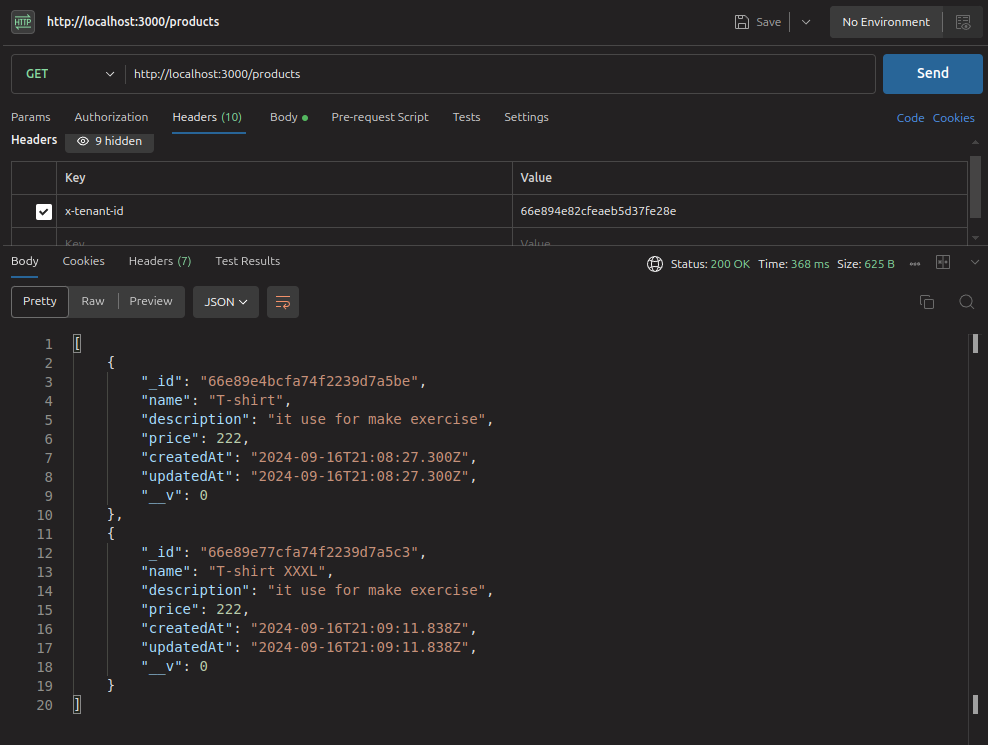 HTTP http://localhost:3000/products Save No Environment
GET http://localhost:3000/products Send
Params Authorization Headers (10) Body Pre-request Script Tests Settings Code Cookies
Headers 9 hidden
Key Value
x-tenant-id 66e894e82cfeaeb5d37fe28e
Key Value
Body Cookies Headers (7) Test Results Status: 200 OK Time: 368 ms Size: 625 B
Pretty Raw Preview JSON
1 [
2 {
3 "_id": "66e89e4bcfa74f2239d7a5be",
4 "name": "T-shirt",
5 "description": "it use for make exercise",
6 "price": 222,
7 "createdAt": "2024-09-16T21:08:27.300Z",
8 "updatedAt": "2024-09-16T21:08:27.300Z",
9 "__v": 0
10 },
11 {
12 "_id": "66e89e77cfa74f2239d7a5c3",
13 "name": "T-shirt XXXL",
14 "description": "it use for make exercise",
15 "price": 222,
16 "createdAt": "2024-09-16T21:09:11.838Z",
17 "updatedAt": "2024-09-16T21:09:11.838Z",
18 "__v": 0
19 }
20 ]